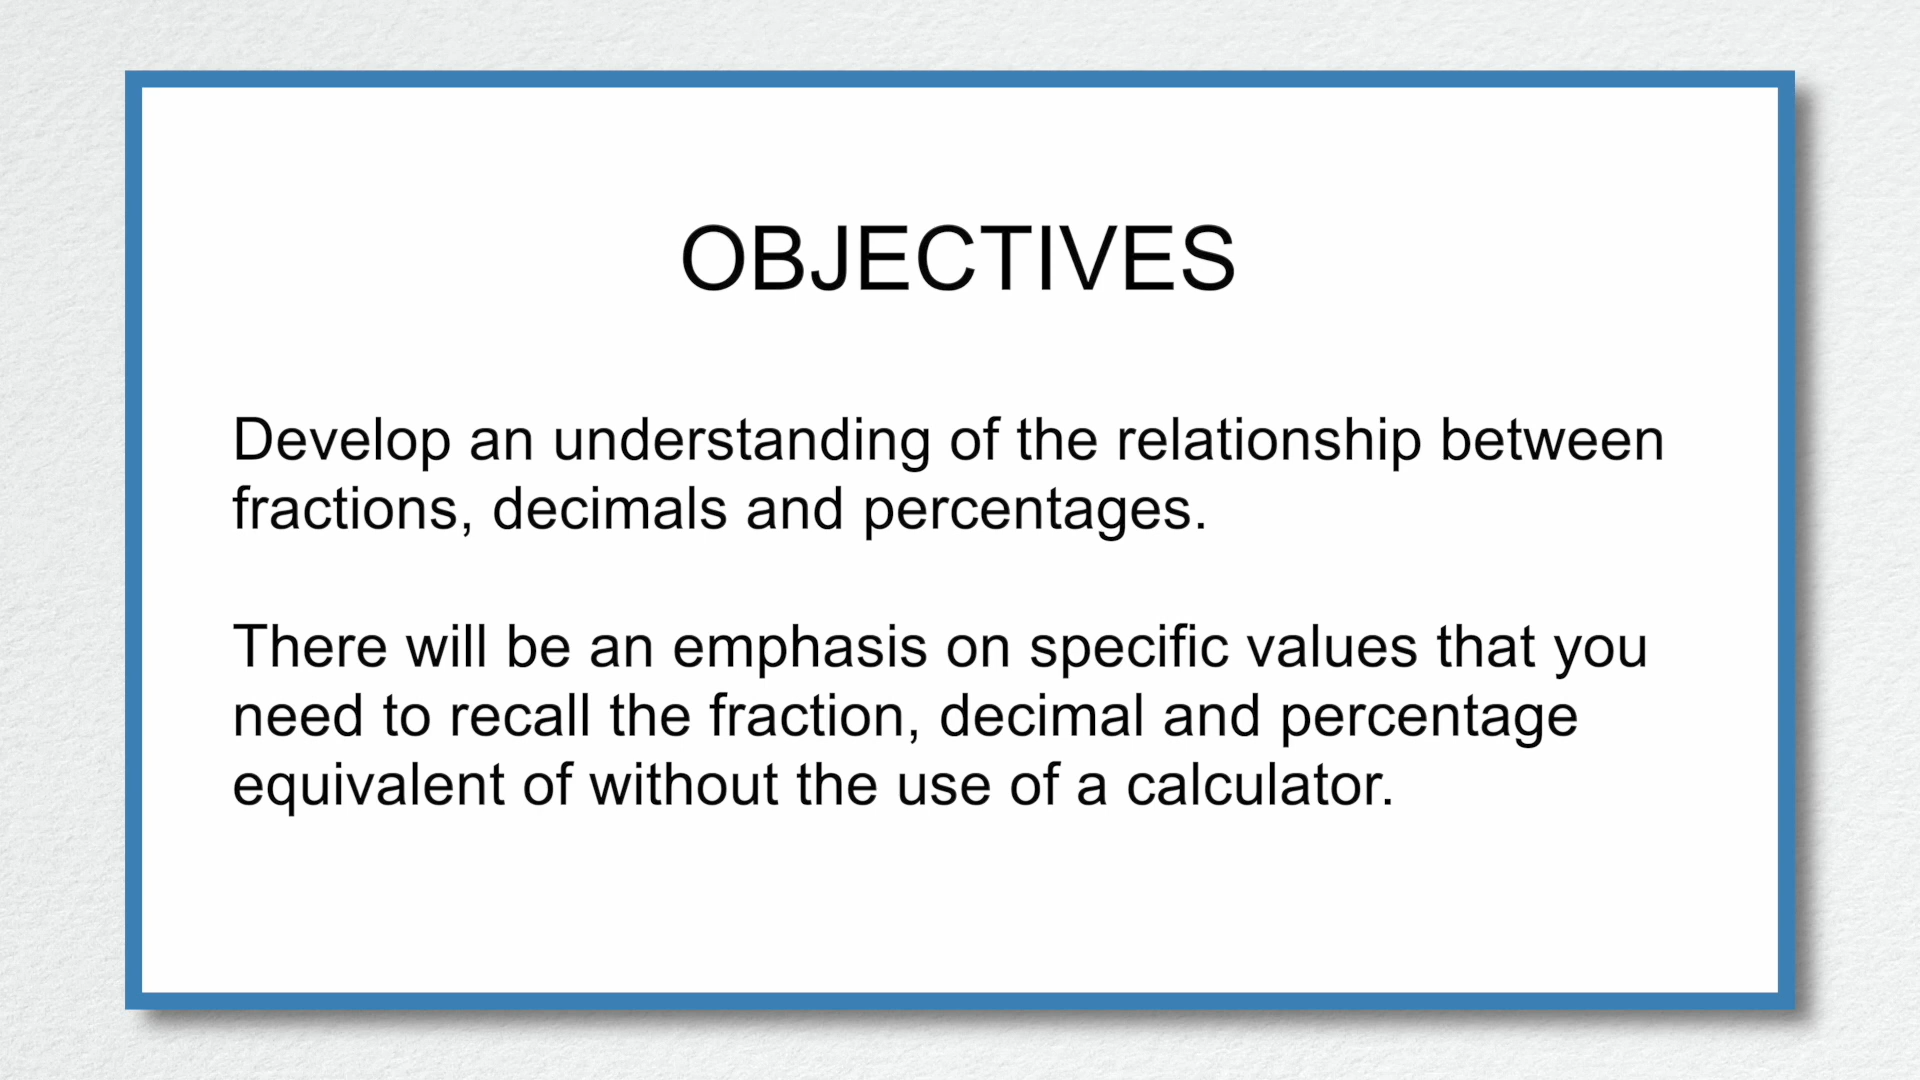 OBJECTIVES
Develop an understanding of the relationship between
fractions, decimals and percentages.
There will be an emphasis on specific values that you
need to recall the fraction, decimal and percentage
equivalent of without the use of a calculator.